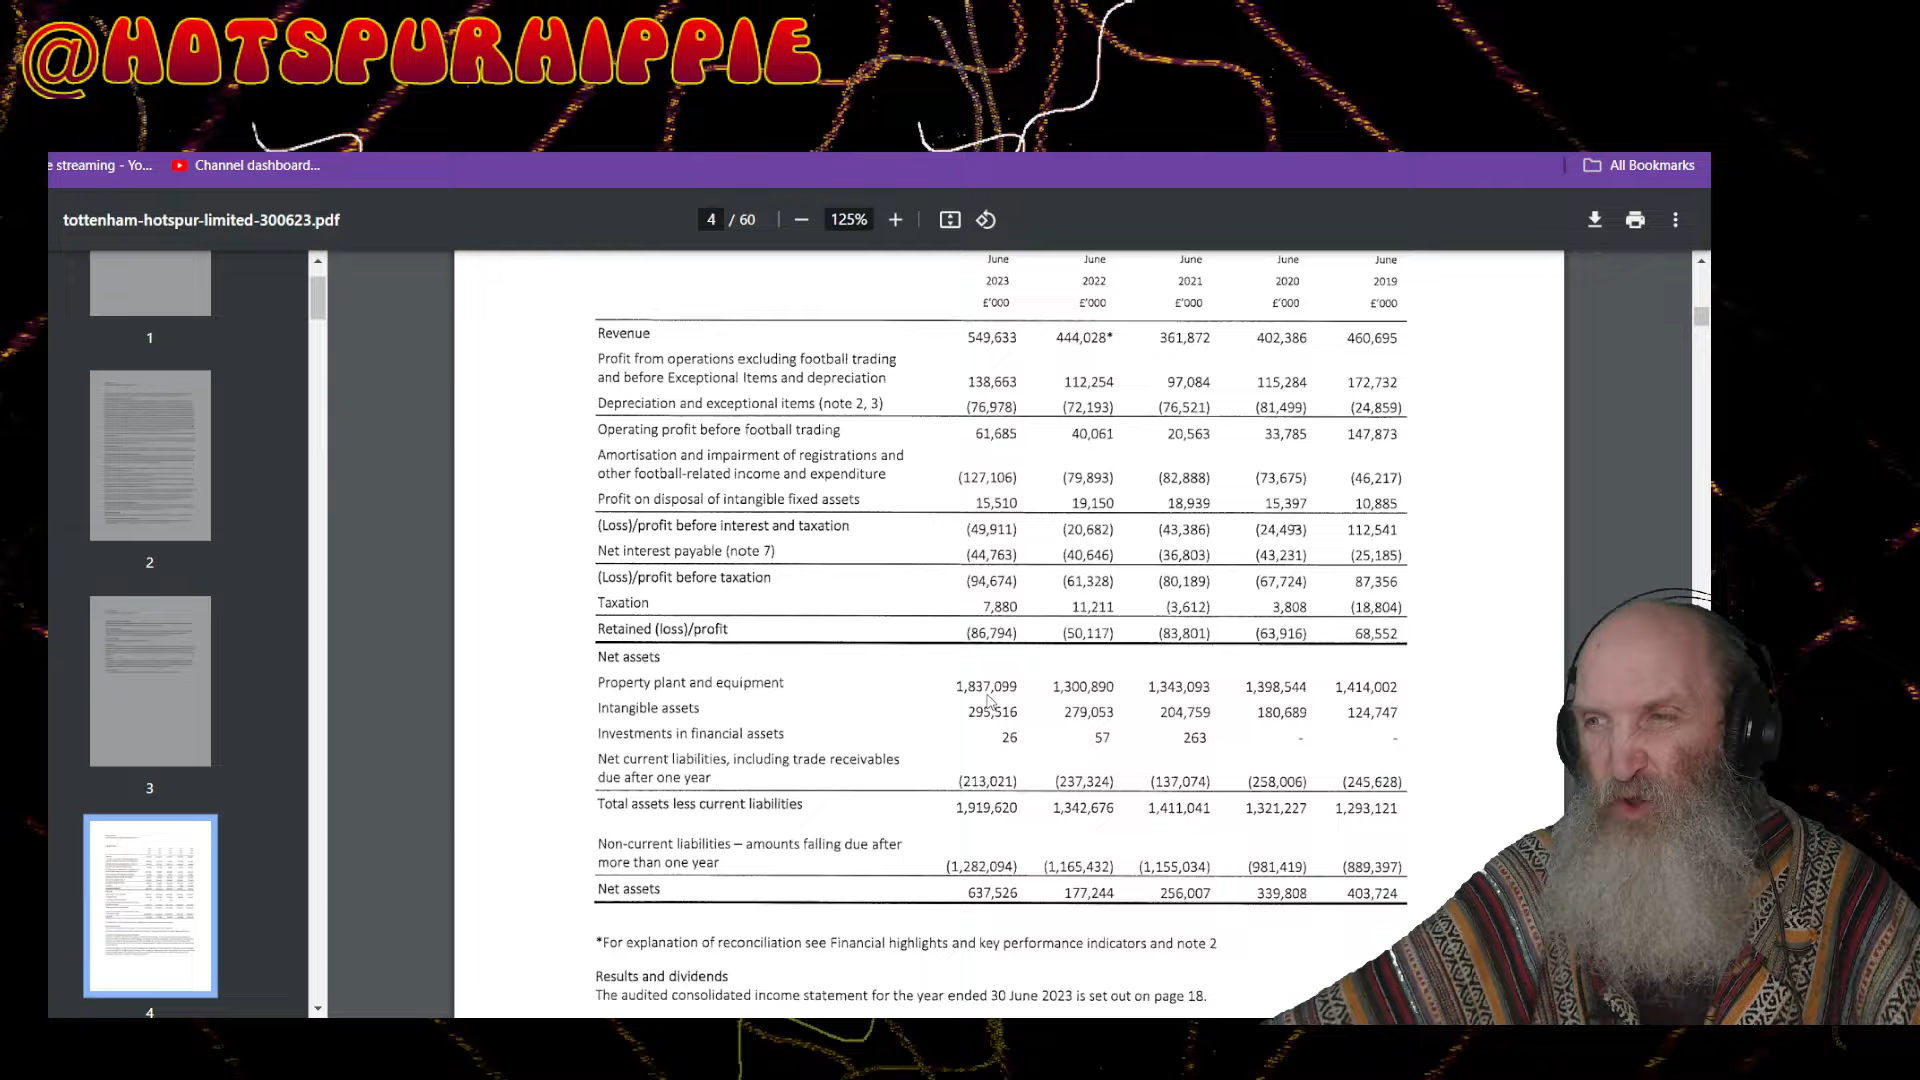 @HOTSPURHIPPIE
e streaming - Yo... Channel dashboard... All Bookmarks
tottenham-hotspur-limited-300623.pdf 4 / 60 125%
1
2
3
4
June June June June June
2023 2022 2021 2020 2019
£'000 £'000 £'000 £'000 £'000
Revenue 549,633 444,028* 361,872 402,386 460,695
Profit from operations excluding football trading
and before Exceptional Items and depreciation 138,663 112,254 97,084 115,284 172,732
Depreciation and exceptional items (note 2, 3) (76,978) (72,193) (76,521) (81,499) (24,859)
Operating profit before football trading 61,685 40,061 20,563 33,785 147,873
Amortisation and impairment of registrations and
other football-related income and expenditure (127,106) (79,893) (82,888) (73,675) (46,217)
Profit on disposal of intangible fixed assets 15,510 19,150 18,939 15,397 10,885
(Loss)/profit before interest and taxation (49,911) (20,682) (43,386) (24,493) 112,541
Net interest payable (note 7) (44,763) (40,646) (36,803) (43,231) (25,185)
(Loss)/profit before taxation (94,674) (61,328) (80,189) (67,724) 87,356
Taxation 7,880 11,211 (3,612) 3,808 (18,804)
Retained (loss)/profit (86,794) (50,117) (83,801) (63,916) 68,552
Net assets
Property plant and equipment 1,837,099 1,300,890 1,343,093 1,398,544 1,414,002
Intangible assets 295,516 279,053 204,759 180,689 124,747
Investments in financial assets 26 57 263 - -
Net current liabilities, including trade receivables
due after one year (213,021) (237,324) (137,074) (258,006) (245,628)
Total assets less current liabilities 1,919,620 1,342,676 1,411,041 1,321,227 1,293,121
Non-current liabilities – amounts falling due after
more than one year (1,282,094) (1,165,432) (1,155,034) (981,419) (889,397)
Net assets 637,526 177,244 256,007 339,808 403,724
*For explanation of reconciliation see Financial highlights and key performance indicators and note 2
Results and dividends
The audited consolidated income statement for the year ended 30 June 2023 is set out on page 18.